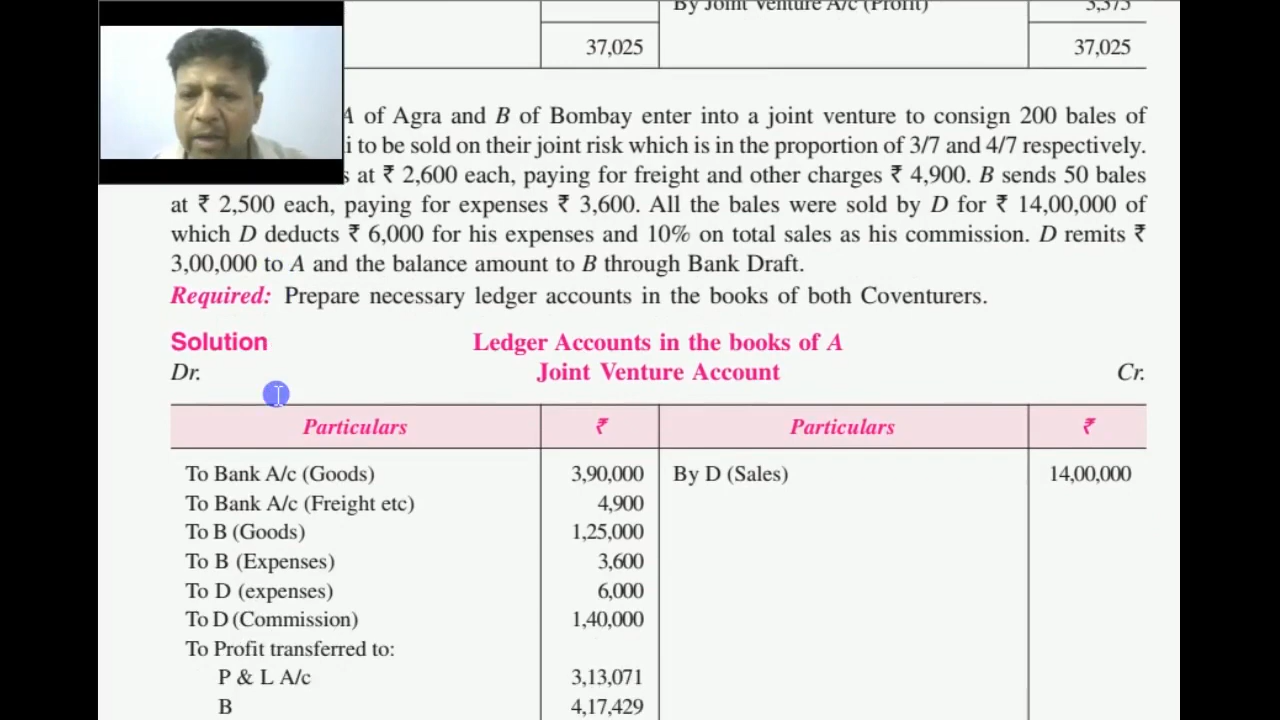 By Joint Venture A/c (Profit) 3,575
37,025 37,025
A of Agra and B of Bombay enter into a joint venture to consign 200 bales of
i to be sold on their joint risk which is in the proportion of 3/7 and 4/7 respectively.
s at ₹ 2,600 each, paying for freight and other charges ₹ 4,900. B sends 50 bales
at ₹ 2,500 each, paying for expenses ₹ 3,600. All the bales were sold by D for ₹ 14,00,000 of
which D deducts ₹ 6,000 for his expenses and 10% on total sales as his commission. D remits ₹
3,00,000 to A and the balance amount to B through Bank Draft.
Required: Prepare necessary ledger accounts in the books of both Coventurers.
Solution Ledger Accounts in the books of A
Dr. Joint Venture Account Cr.
Particulars ₹ Particulars ₹
To Bank A/c (Goods) 3,90,000 By D (Sales) 14,00,000
To Bank A/c (Freight etc) 4,900
To B (Goods) 1,25,000
To B (Expenses) 3,600
To D (expenses) 6,000
To D (Commission) 1,40,000
To Profit transferred to:
P & L A/c 3,13,071
B 4,17,429